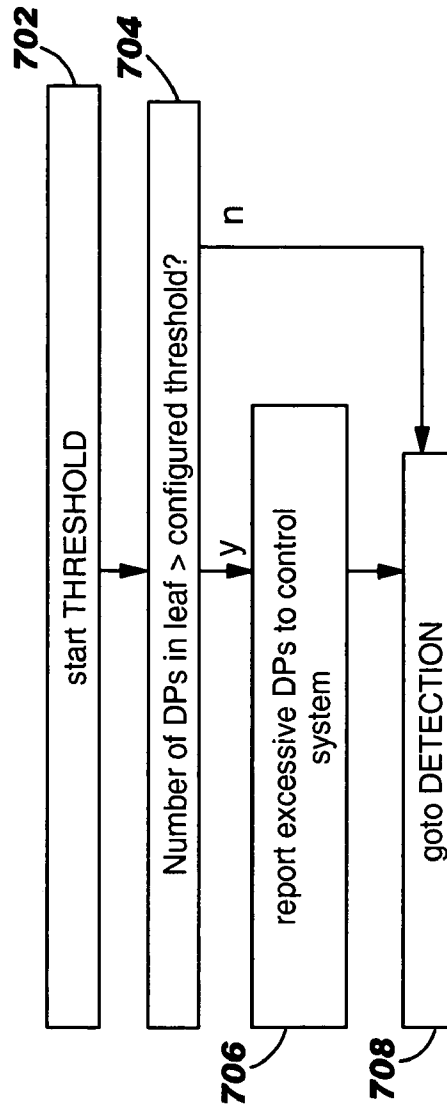 702
start THRESHOLD
704
Number of DPs in leaf > configured threshold?
y
n
706
report excessive DPs to control
system
708
goto DETECTION